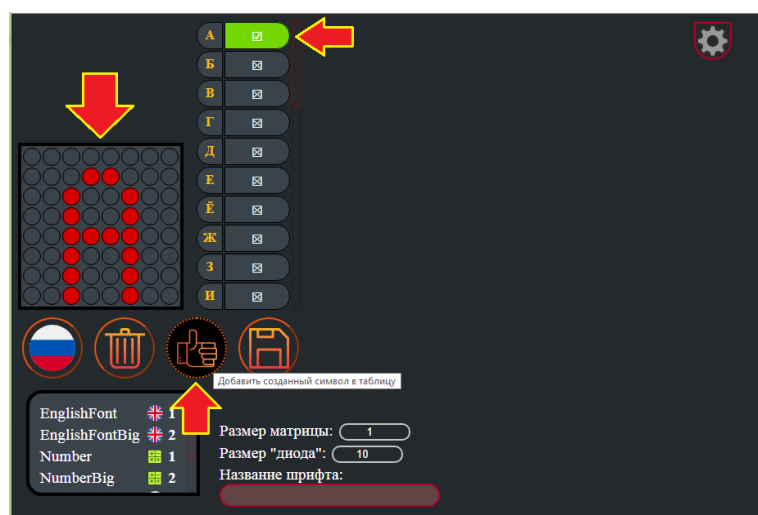 А
Б
В
Г
Д
Е
Ё
Ж
З
И
Добавить созданный символ в таблицу
EnglishFont 1
EnglishFontBig 2
Number 1
NumberBig 2
Размер матрицы: 1
Размер "диода": 10
Название шрифта: